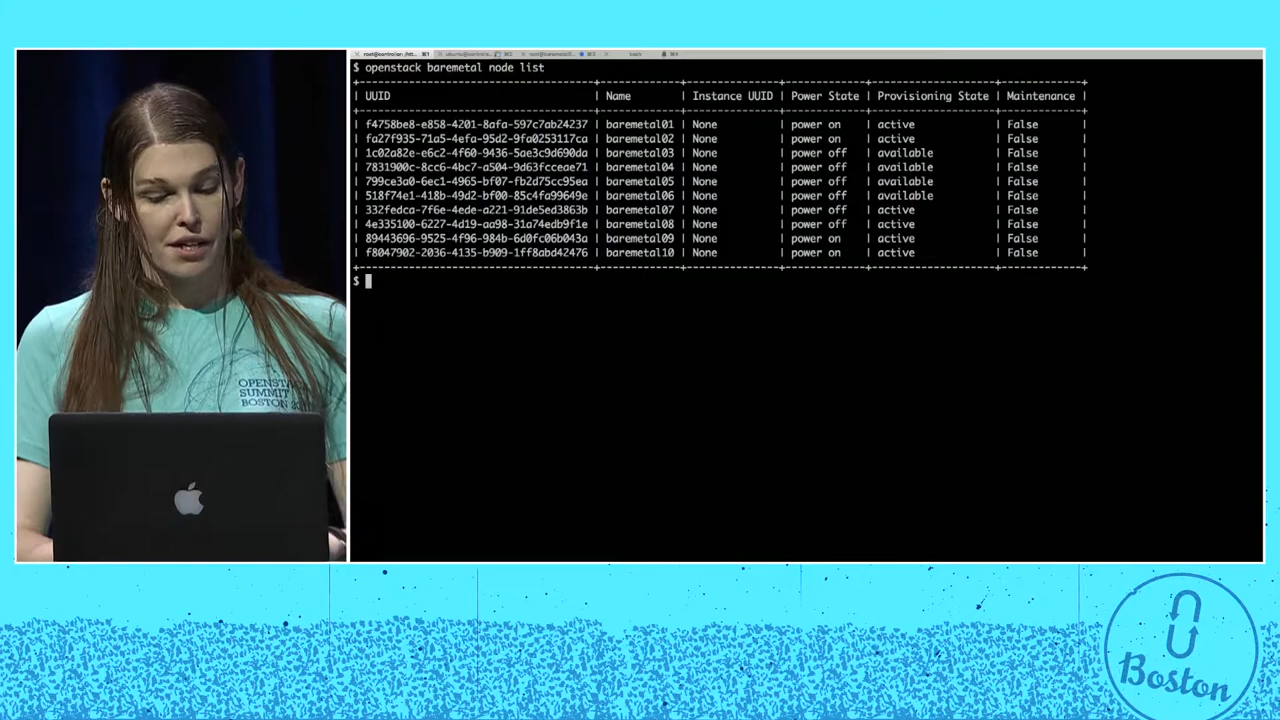 root@controller: /htt... ⌘1
$ openstack baremetal node list
| UUID | Name | Instance UUID | Power State | Provisioning State | Maintenance |
| f4758be8-e858-4201-8afa-597c7ab24237 | baremetal01 | None | power on | active | False |
| fa27f935-71a5-4efa-95d2-9fa0253117ca | baremetal02 | None | power on | active | False |
| 1c02a82e-e6c2-4f60-9436-5ae3c9d690da | baremetal03 | None | power off | available | False |
| 7831900c-8cc6-4bc7-a504-9d63fcceae71 | baremetal04 | None | power off | available | False |
| 799ce3a0-6ec1-4965-bf07-fb2d75cc95ea | baremetal05 | None | power off | available | False |
| 518f74e1-418b-49d2-bf00-85c4fa99649e | baremetal06 | None | power off | available | False |
| 332fedca-7f6e-4ede-a221-91de5ed3863b | baremetal07 | None | power off | active | False |
| 4e335100-6227-4d19-aa98-31a74edb9f1e | baremetal08 | None | power off | active | False |
| 89443696-9525-4f96-984b-6d0fc06b043a | baremetal09 | None | power on | active | False |
| f8047902-2036-4135-b909-1ff8abd42476 | baremetal10 | None | power on | active | False |
$
OPENSTACK
SUMMIT
BOSTON
Boston